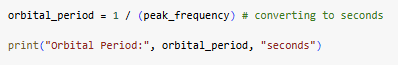 orbital_period = 1 / (peak_frequency) # converting to seconds
print("Orbital Period:", orbital_period, "seconds")